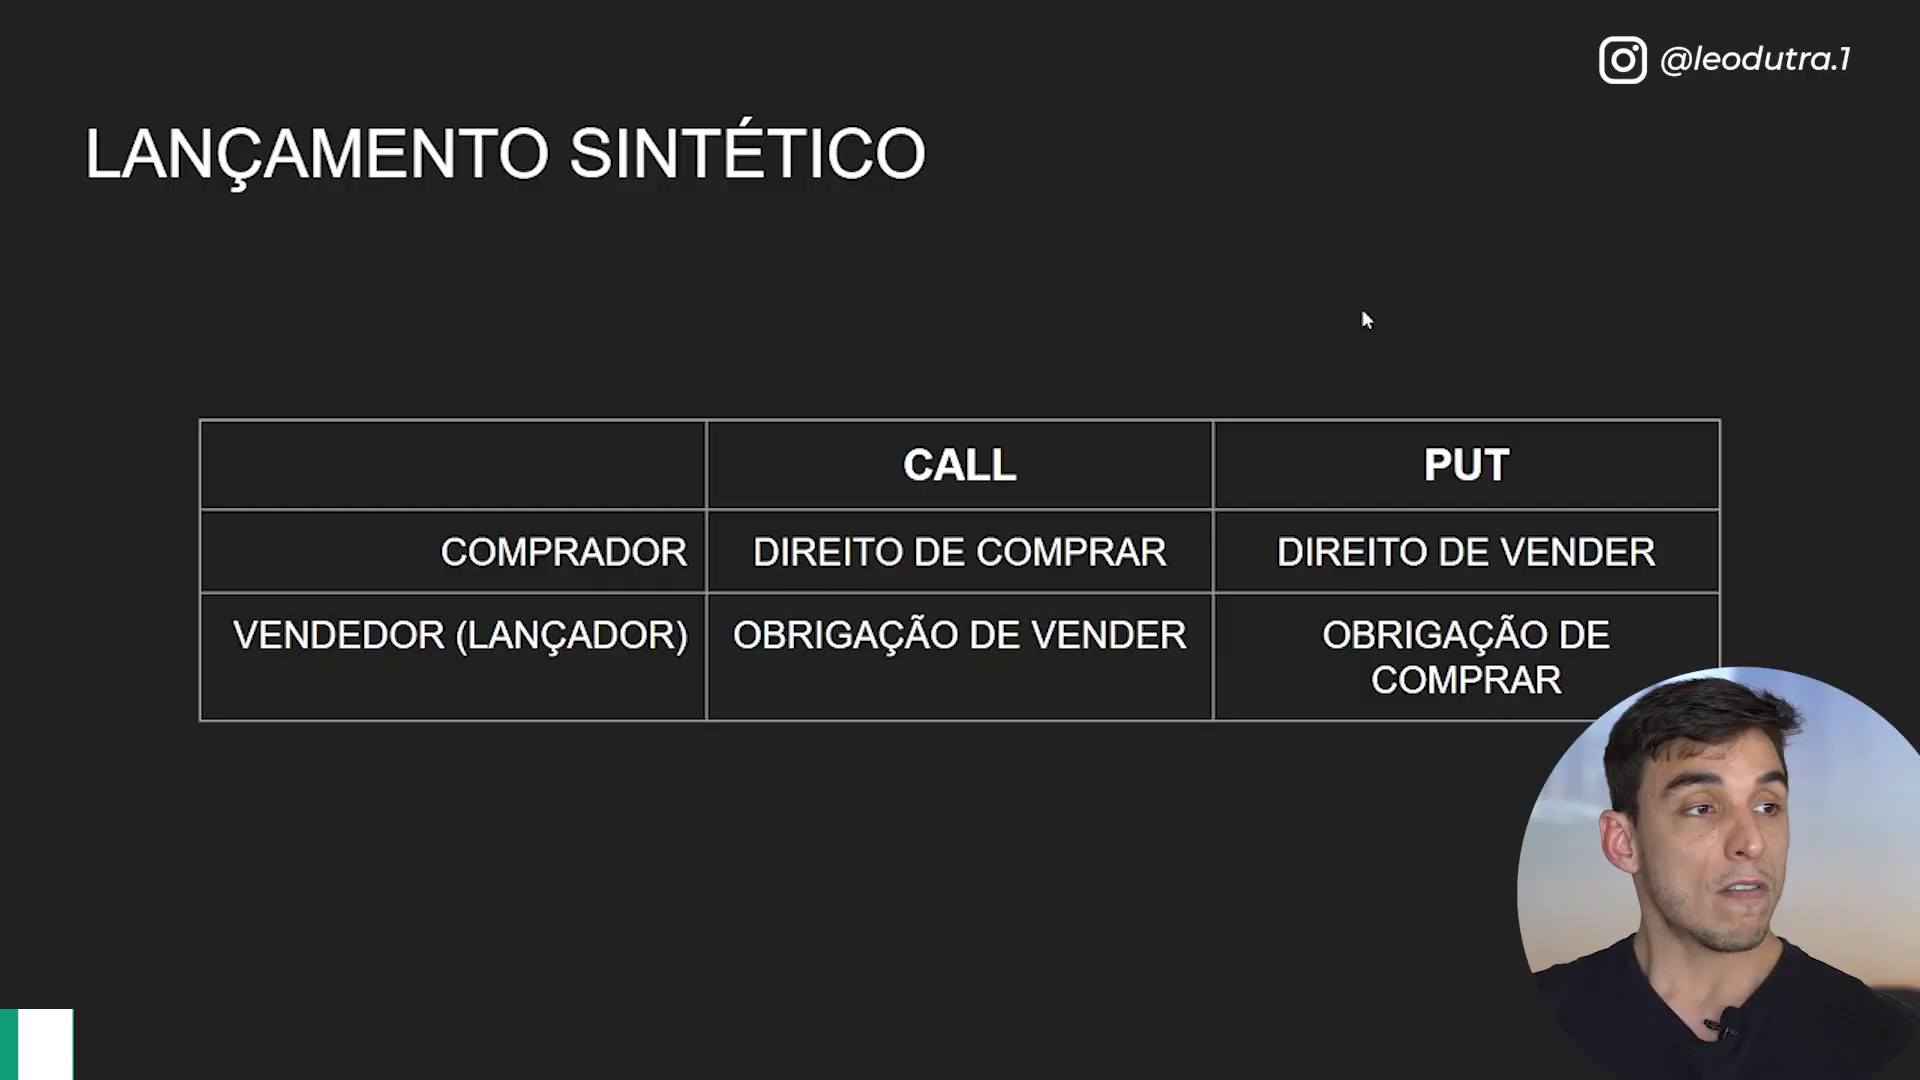 @leodutra.1
LANÇAMENTO SINTÉTICO
CALL
PUT
COMPRADOR
DIREITO DE COMPRAR
DIREITO DE VENDER
VENDEDOR (LANÇADOR)
OBRIGAÇÃO DE VENDER
OBRIGAÇÃO DE
COMPRAR